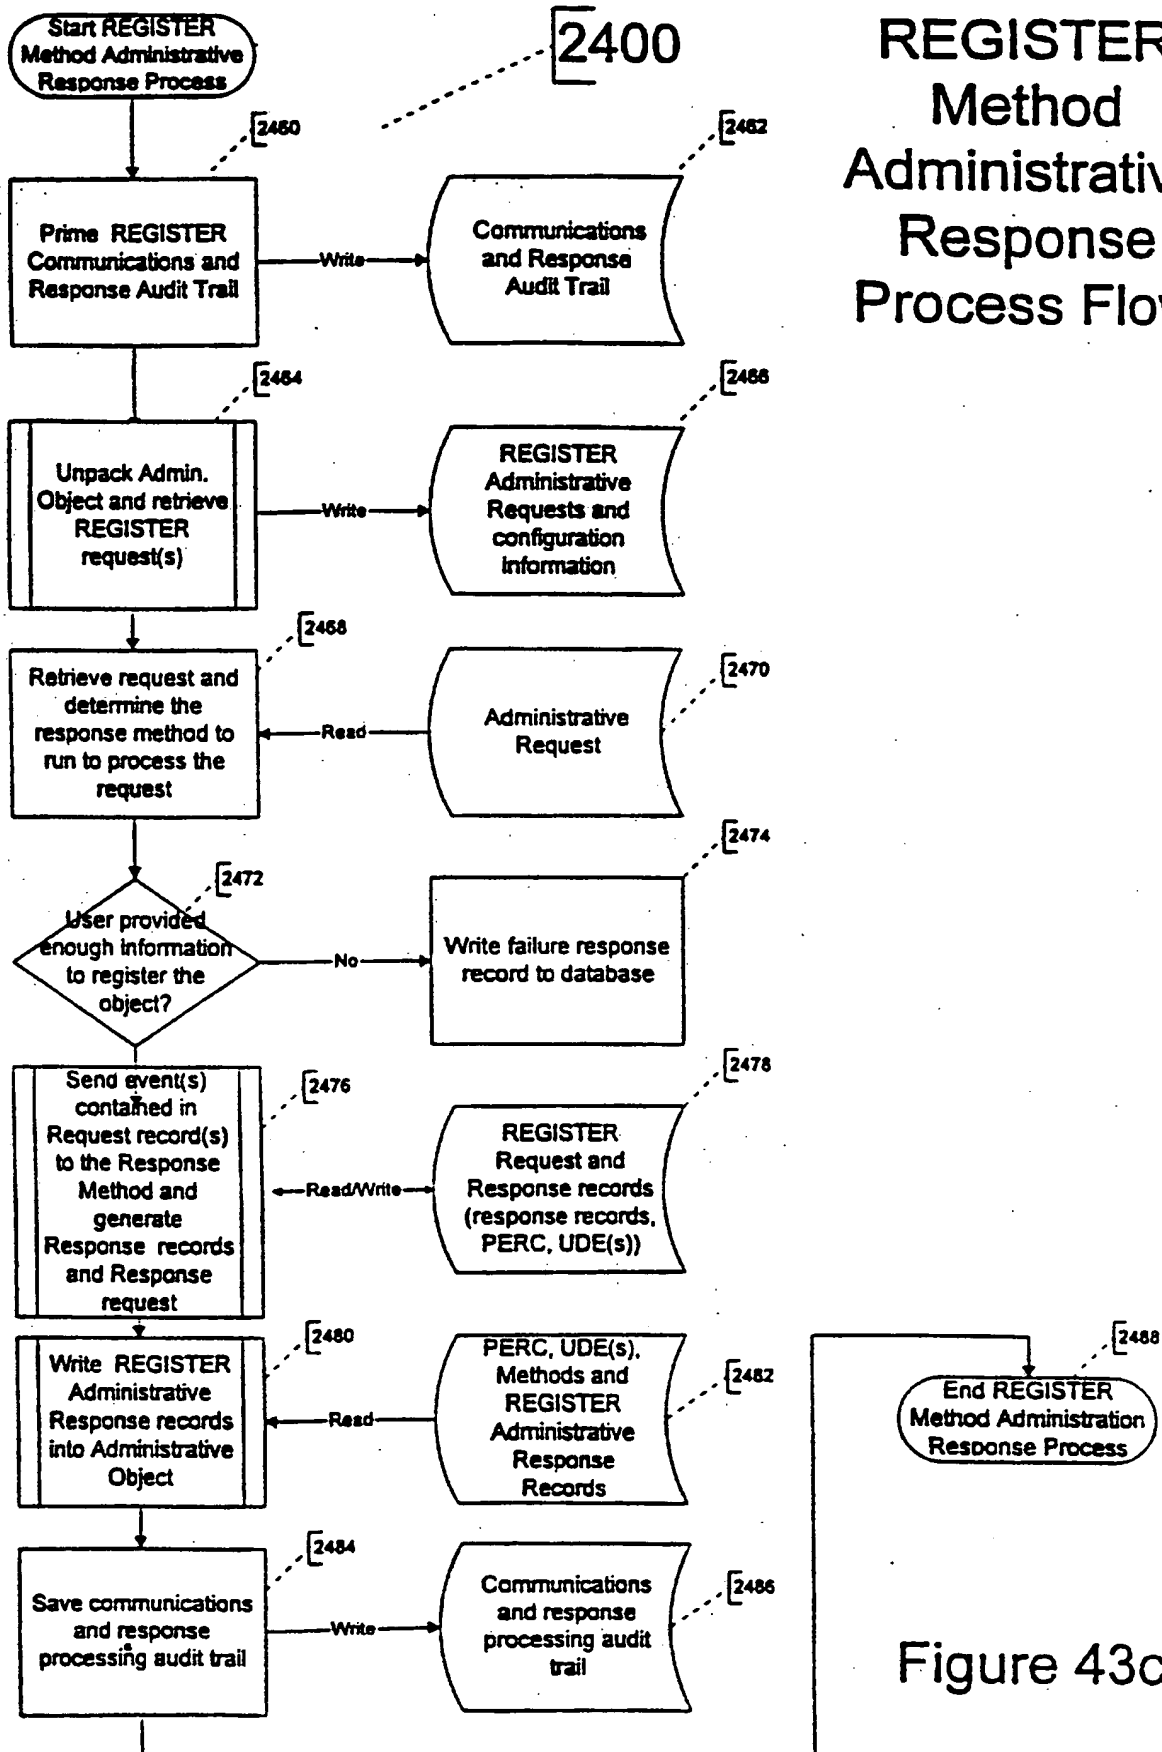 Start REGISTER
Method Administrative
Response Process
2400
REGISTER
Method
Administrativ
Response
Process Flo
2460
Prime REGISTER
Communications and
Response Audit Trail
Write
2462
Communications
and Response
Audit Trail
2464
Unpack Admin.
Object and retrieve
REGISTER
request(s)
Write
2466
REGISTER
Administrative
Requests and
configuration
Information
2468
Retrieve request and
determine the
response method to
run to process the
request
Read
2470
Administrative
Request
2472
User provided
enough information
to register the
object?
No
2474
Write failure response
record to database
2476
Send event(s)
contained in
Request record(s)
to the Response
Method and
generate
Response records
and Response
request
Read/Write
2478
REGISTER
Request and
Response records
(response records,
PERC, UDE(s))
2480
Write REGISTER
Administrative
Response records
into Administrative
Object
Read
2482
PERC, UDE(s),
Methods and
REGISTER
Administrative
Response
Records
2484
Save communications
and response
processing audit trail
Write
2486
Communications
and response
processing audit
trail
2488
End REGISTER
Method Administration
Response Process
Figure 43c